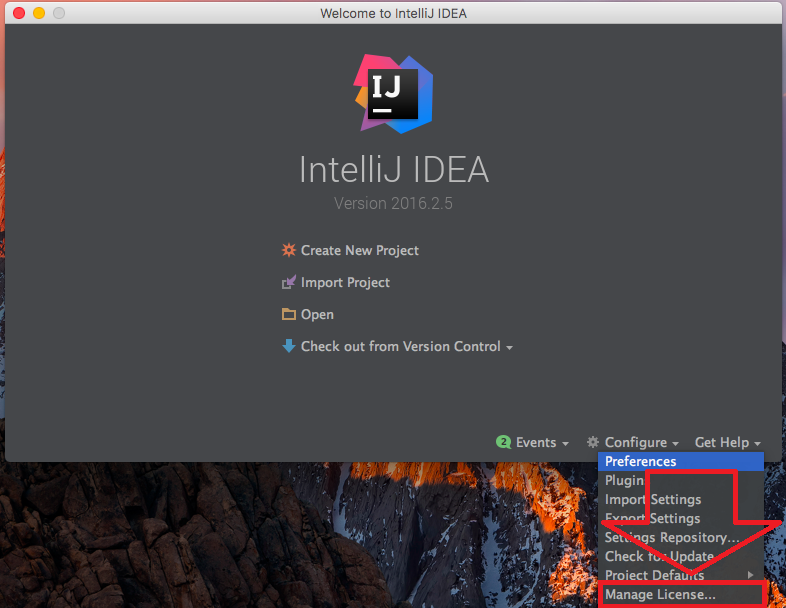 Welcome to IntelliJ IDEA
IJ
IntelliJ IDEA
Version 2016.2.5
Create New Project
Import Project
Open
Check out from Version Control
2 Events Configure Get Help
Preferences
Plugin
Import Settings
Export Settings
Settings Repository...
Check for Update
Project Defaults
Manage License...